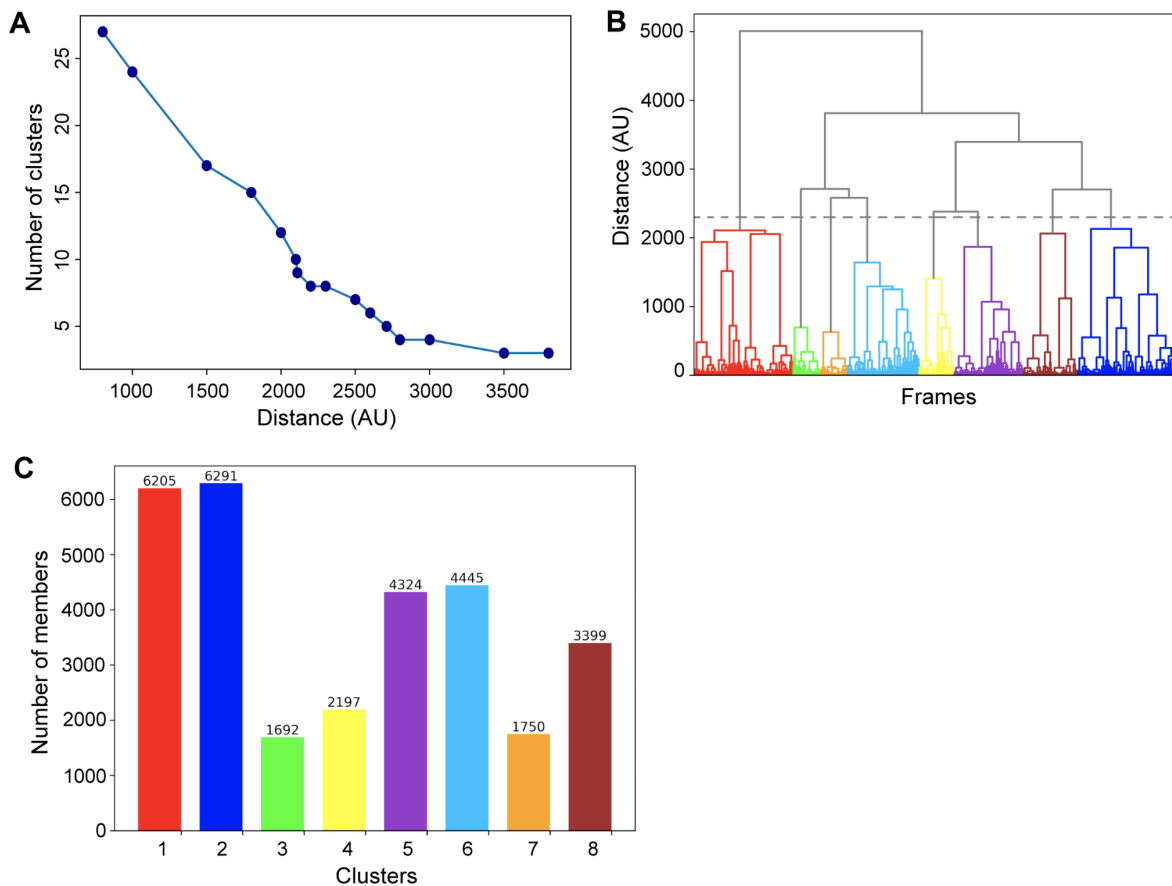 A
Number of clusters
25
20
15
10
5
1000 1500 2000 2500 3000 3500
Distance (AU)
B
Distance (AU)
5000
4000
3000
2000
1000
0
Frames
C
Number of members
6000
5000
4000
3000
2000
1000
0
6205 6291 1692 2197 4324 4445 1750 3399
1 2 3 4 5 6 7 8
Clusters